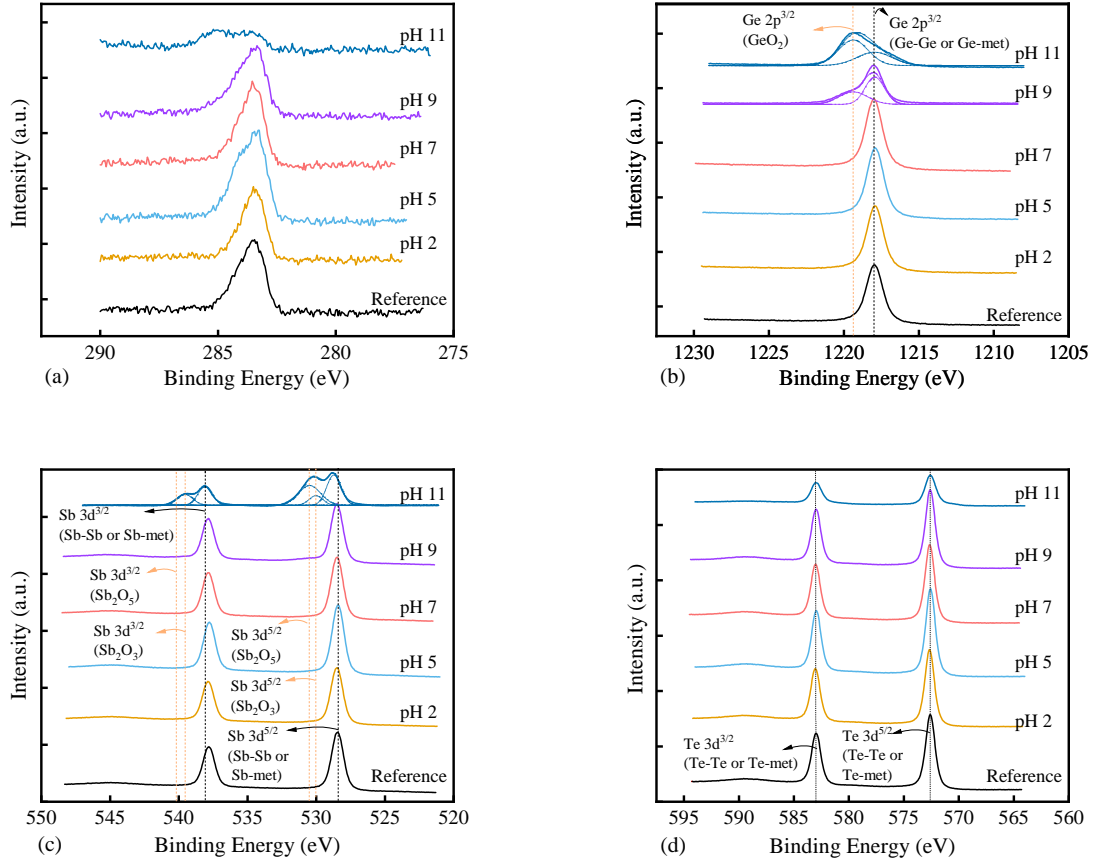 pH 11
pH 9
pH 7
pH 5
pH 2
Reference
Intensity (a.u.)
290 285 280 275
Binding Energy (eV)
(a)
Ge 2p3/2
(GeO2)
Ge 2p3/2
(Ge-Ge or Ge-met)
pH 11
pH 9
pH 7
pH 5
pH 2
Reference
Intensity (a.u.)
1230 1225 1220 1215 1210 1205
Binding Energy (eV)
(b)
pH 11
Sb 3d3/2
(Sb-Sb or Sb-met)
pH 9
Sb 3d3/2
(Sb2O5)
pH 7
Sb 3d3/2
(Sb2O3)
Sb 3d5/2
(Sb2O5)
pH 5
Sb 3d5/2
(Sb2O3)
pH 2
Sb 3d5/2
(Sb-Sb or
Sb-met)
Reference
Intensity (a.u.)
550 545 540 535 530 525 520
Binding Energy (eV)
(c)
pH 11
pH 9
pH 7
pH 5
pH 2
Te 3d3/2
(Te-Te or Te-met)
Te 3d5/2
(Te-Te or
Te-met)
Reference
Intensity (a.u.)
595 590 585 580 575 570 565 560
Binding Energy (eV)
(d)